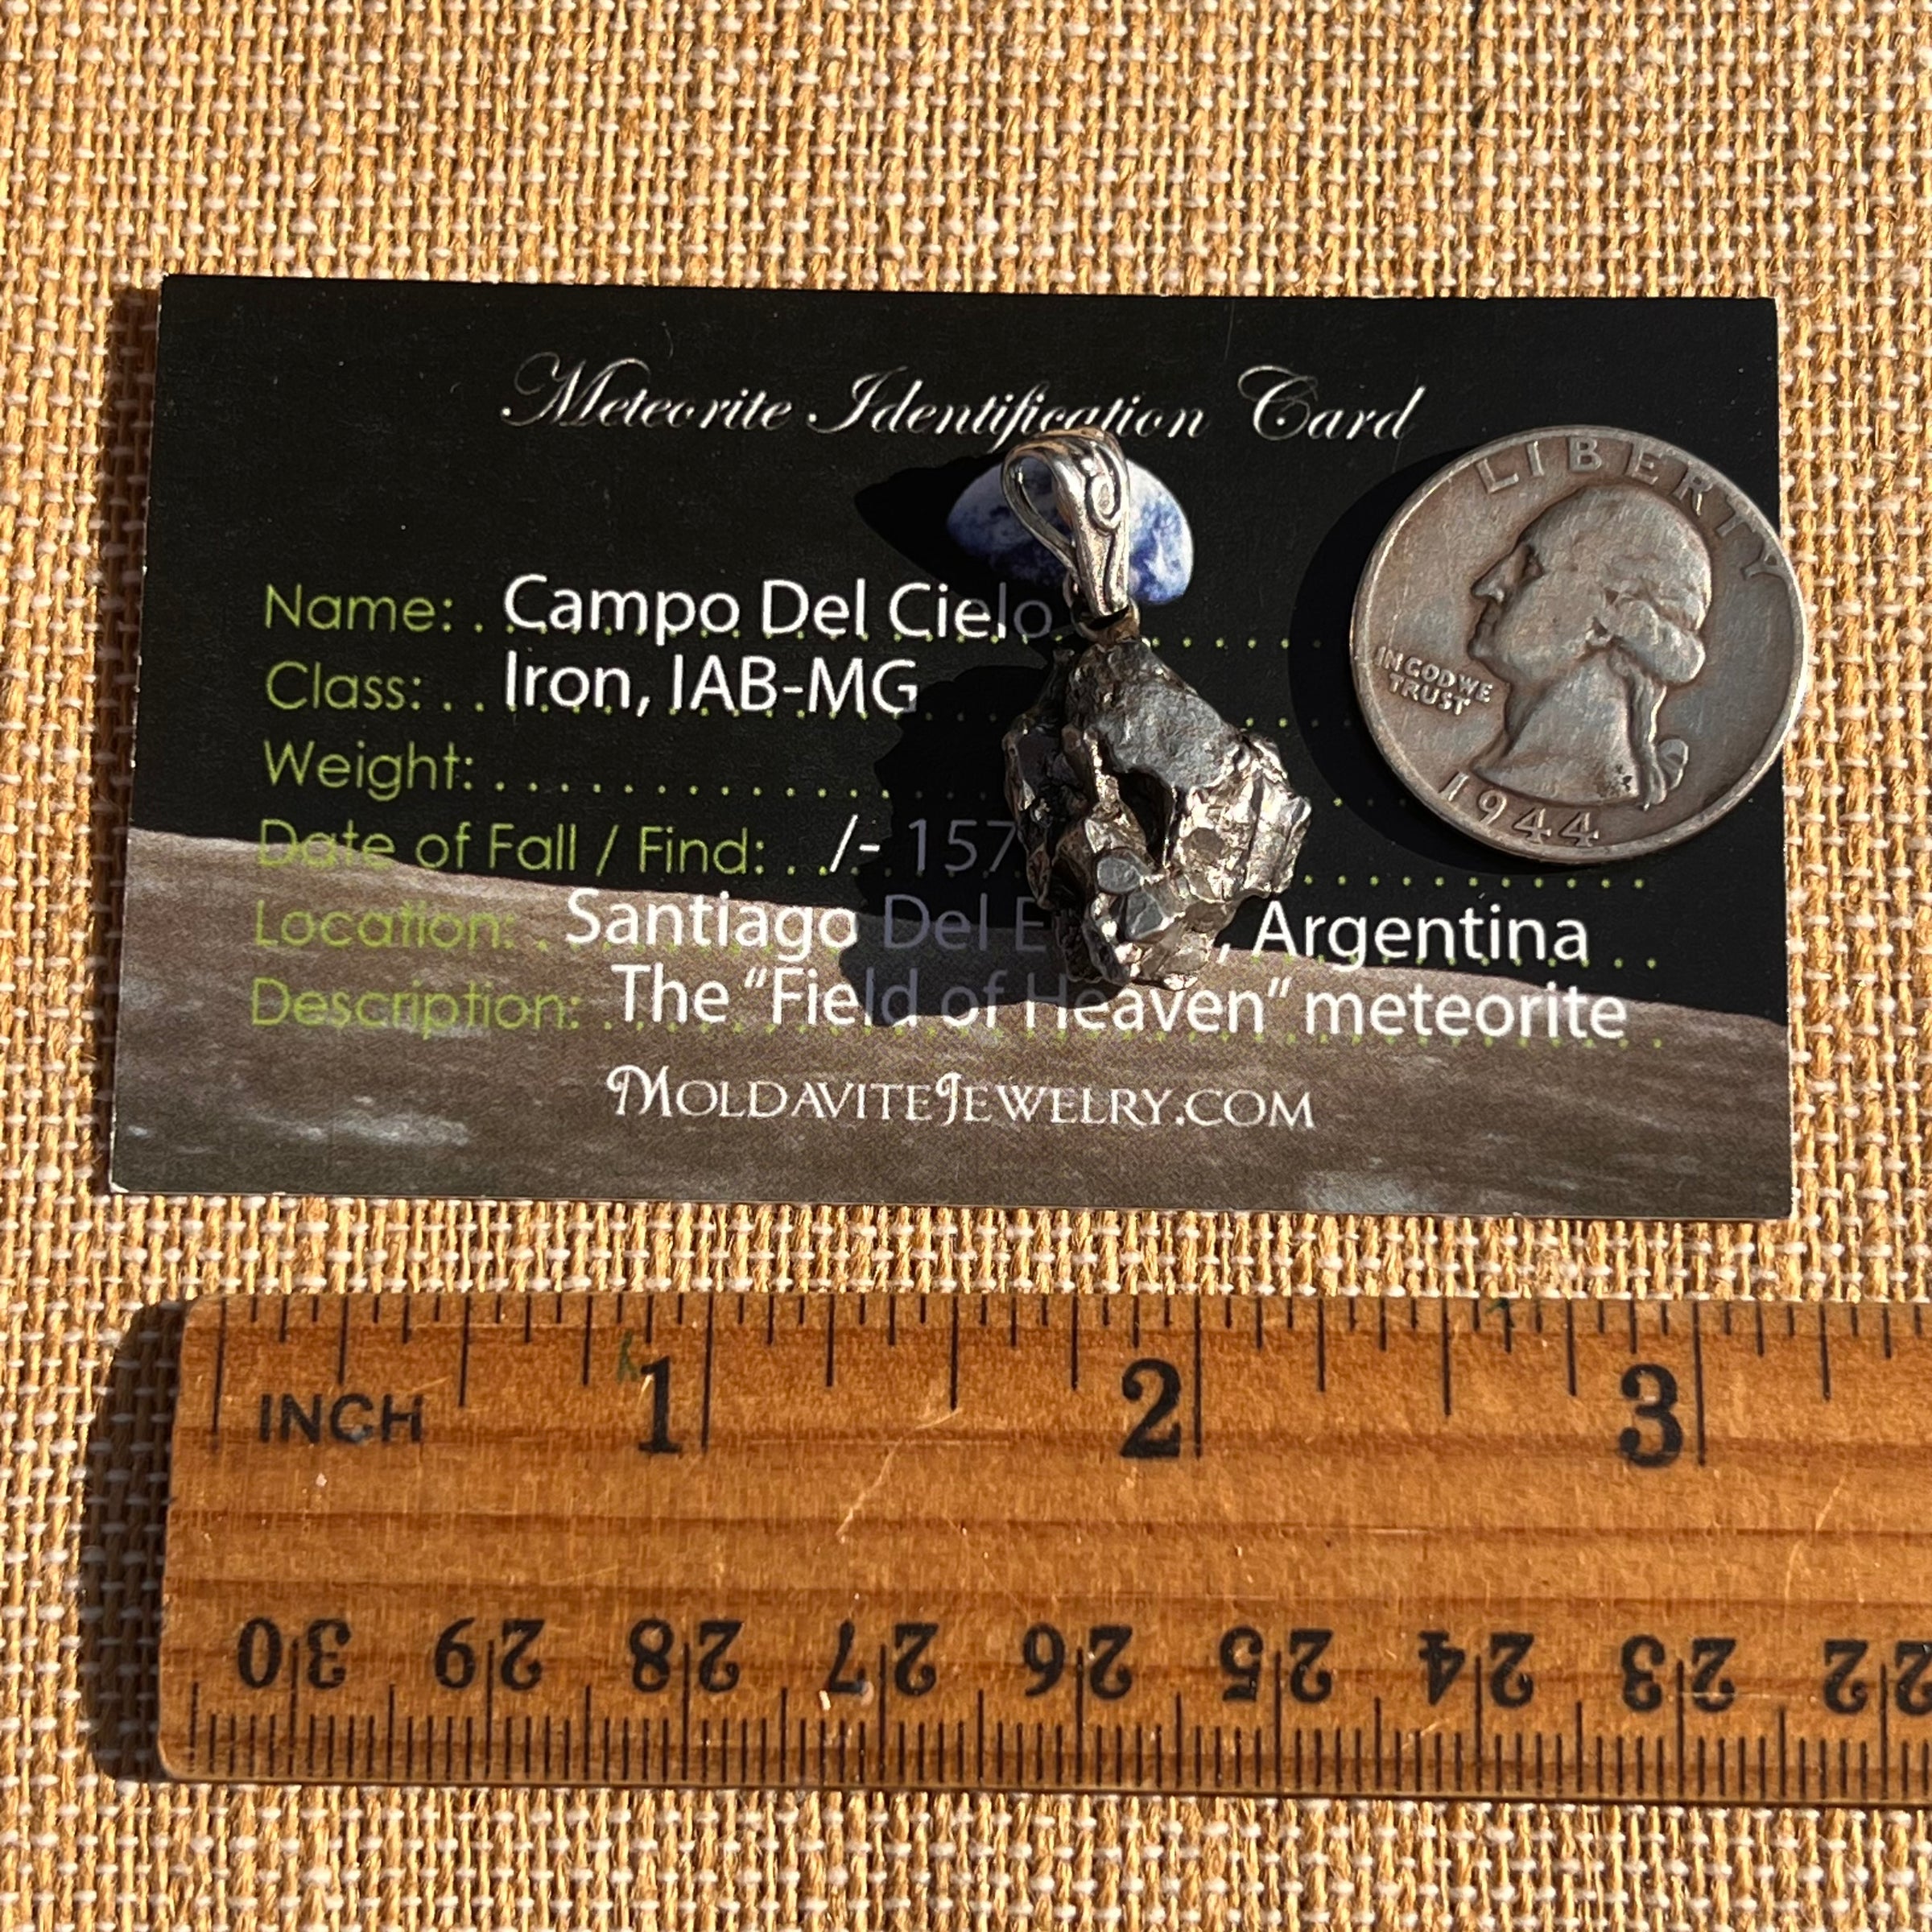 Meteorite Identification Card
Name: . Campo Del Cielo
Class: . . Iron, IAB-MG
Weight:
Date of Fall / Find: . . /- 157
Location: . Santiago Del E , Argentina
Description: . The “Field of Heaven” meteorite
MOLDAVITEJEWELRY.COM
LIBERTY
IN GOD WE
TRUST
1944
INCH 1 2 3
30 29 28 27 26 25 24 23 22